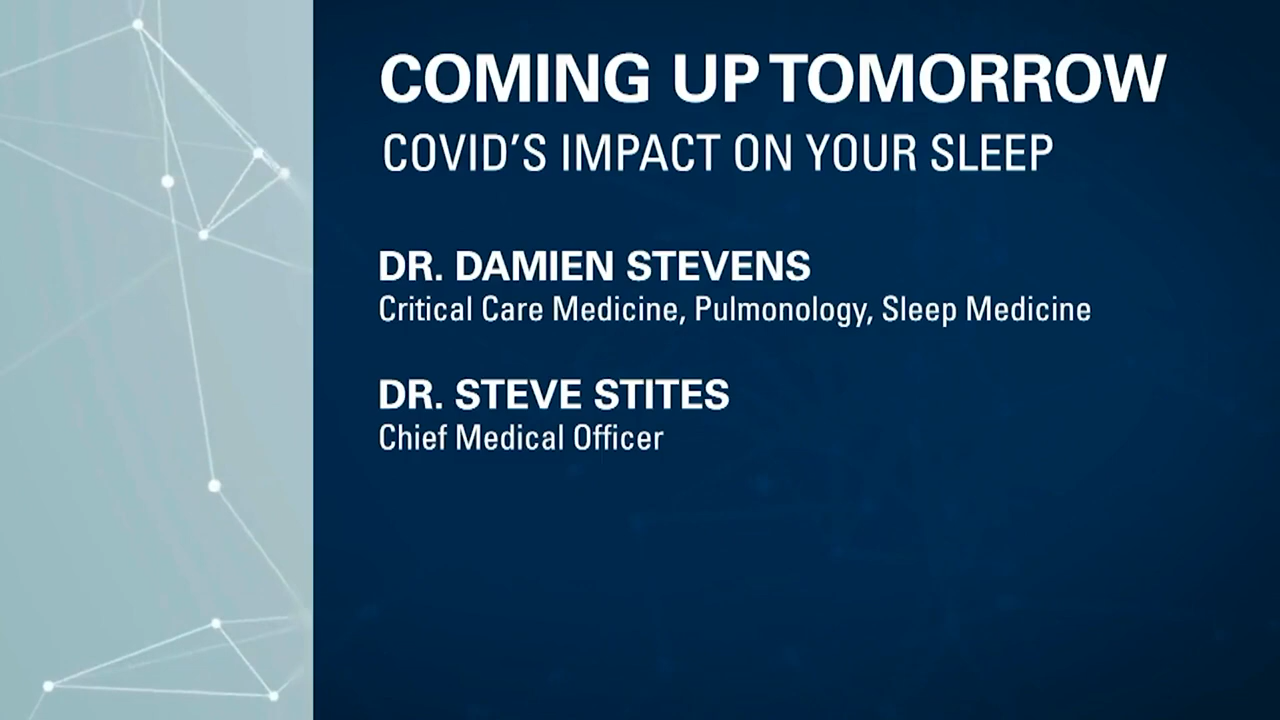 COMING UP TOMORROW
COVID'S IMPACT ON YOUR SLEEP
DR. DAMIEN STEVENS
Critical Care Medicine, Pulmonology, Sleep Medicine
DR. STEVE STITES
Chief Medical Officer